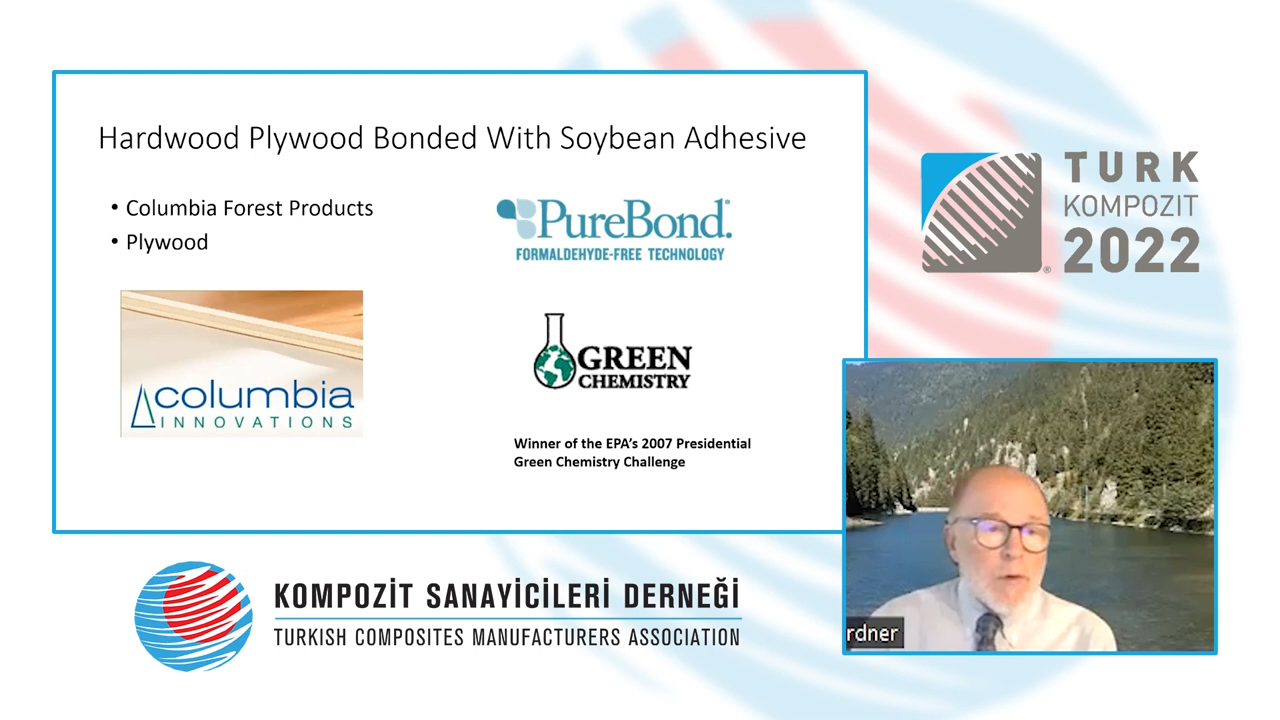 Hardwood Plywood Bonded With Soybean Adhesive
• Columbia Forest Products
• Plywood
PureBond®
FORMALDEHYDE-FREE TECHNOLOGY
columbia
INNOVATIONS
GREEN
CHEMISTRY
Winner of the EPA's 2007 Presidential
Green Chemistry Challenge
TURK
KOMPOZIT
2022
®
rdner
KOMPOZİT SANAYİCİLERİ DERNEĞİ
TURKISH COMPOSITES MANUFACTURERS ASSOCIATION